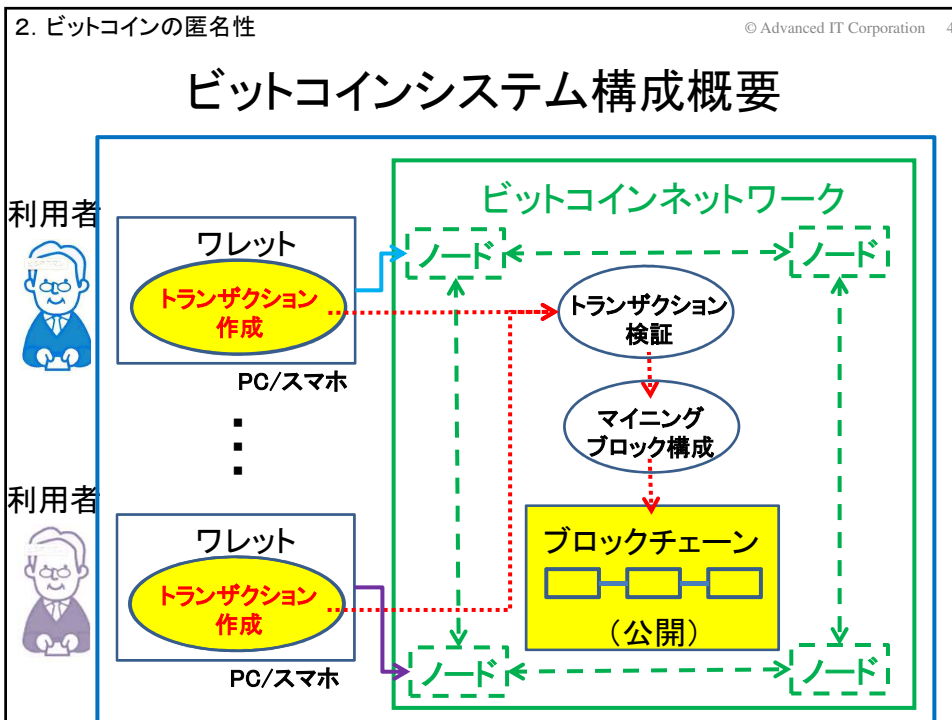 ２．ビットコインの匿名性
© Advanced IT Corporation 4
ビットコインシステム構成概要
利用者
ワレット
トランザクション
作成
PC/スマホ
利用者
ワレット
トランザクション
作成
PC/スマホ
ビットコインネットワーク
ノード
ノード
トランザクション
検証
マイニング
ブロック構成
ブロックチェーン
（公開）
ノード
ノード